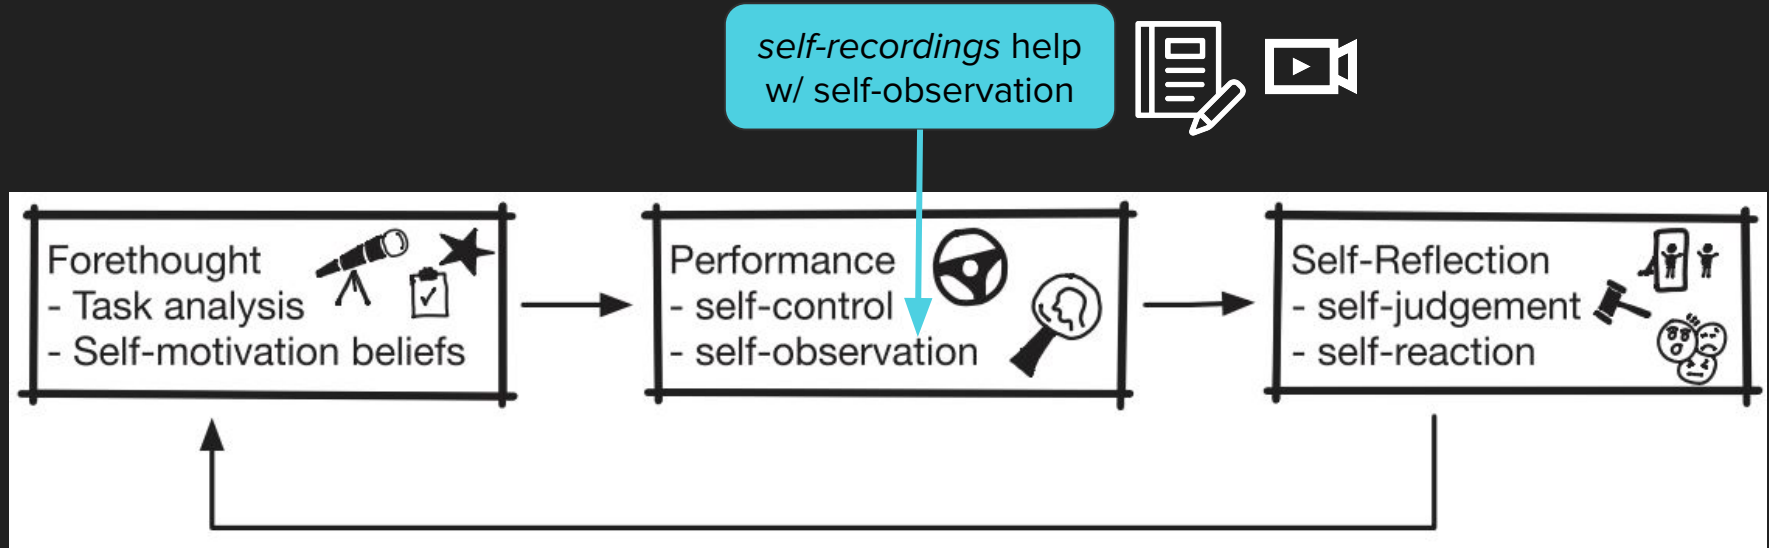 self-recordings help
w/ self-observation
Forethought
- Task analysis
- Self-motivation beliefs
Performance
- self-control
- self-observation
Self-Reflection
- self-judgement
- self-reaction